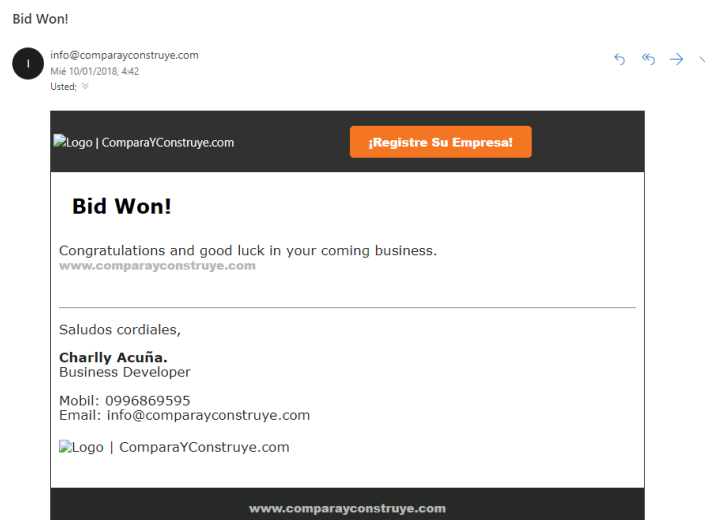 Bid Won!
I
info@comparayconstruye.com
Mié 10/01/2018, 4:42
Usted;
Logo | ComparaYConstruye.com
¡Registre Su Empresa!
Bid Won!
Congratulations and good luck in your coming business.
www.comparayconstruye.com
Saludos cordiales,
Charlly Acuña.
Business Developer
Mobil: 0996869595
Email: info@comparayconstruye.com
Logo | ComparaYConstruye.com
www.comparayconstruye.com